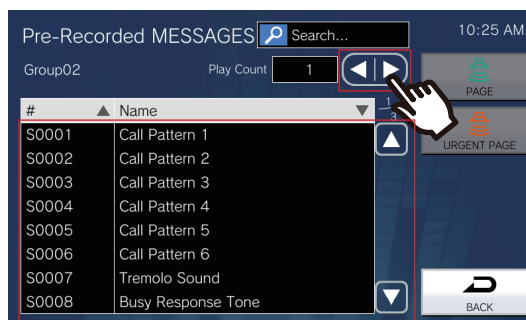 Pre-Recorded MESSAGES Search... 10:25 AM
Group02 Play Count 1
PAGE
# Name 1/3
URGENT PAGE
S0001 Call Pattern 1
S0002 Call Pattern 2
S0003 Call Pattern 3
S0004 Call Pattern 4
S0005 Call Pattern 5
S0006 Call Pattern 6
S0007 Tremolo Sound
S0008 Busy Response Tone
BACK